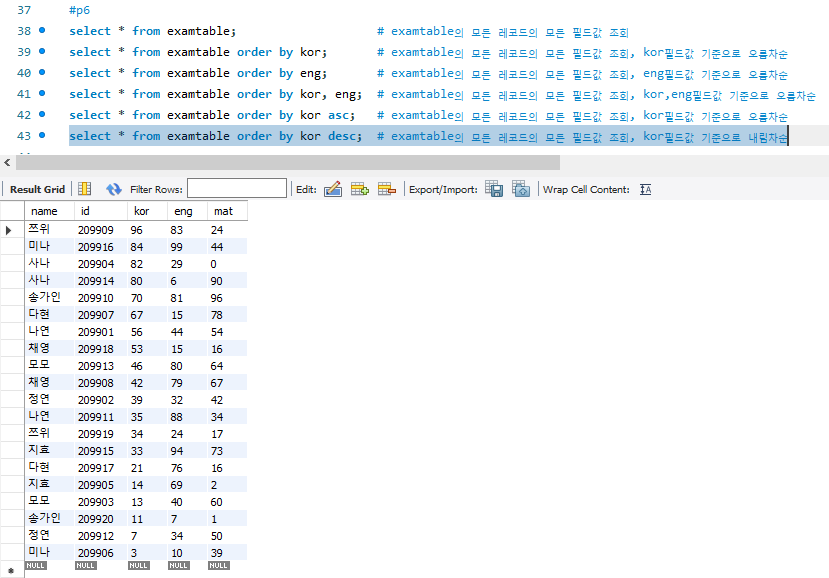 37 #p6
38 select * from examtable; # examtable의 모든 레코드의 모든 필드값 조회
39 select * from examtable order by kor; # examtable의 모든 레코드의 모든 필드값 조회, kor필드값 기준으로 오름차순
40 select * from examtable order by eng; # examtable의 모든 레코드의 모든 필드값 조회, eng필드값 기준으로 오름차순
41 select * from examtable order by kor, eng; # examtable의 모든 레코드의 모든 필드값 조회, kor,eng필드값 기준으로 오름차순
42 select * from examtable order by kor asc; # examtable의 모든 레코드의 모든 필드값 조회, kor필드값 기준으로 오름차순
43 select * from examtable order by kor desc; # examtable의 모든 레코드의 모든 필드값 조회, kor필드값 기준으로 내림차순
Result Grid Filter Rows: Edit: Export/Import: Wrap Cell Content: IA
name id kor eng mat
쯔위 209909 96 83 24
미나 209916 84 99 44
사나 209904 82 29 0
사나 209914 80 6 90
송가인 209910 70 81 96
다현 209907 67 15 78
나연 209901 56 44 54
채영 209918 53 15 16
모모 209913 46 80 64
채영 209908 42 79 67
정연 209902 39 32 42
나연 209911 35 88 34
쯔위 209919 34 24 17
지효 209915 33 94 73
다현 209917 21 76 16
지효 209905 14 69 2
모모 209903 13 40 60
송가인 209920 11 7 1
정연 209912 7 34 50
미나 209906 3 10 39
NULL NULL NULL NULL NULL